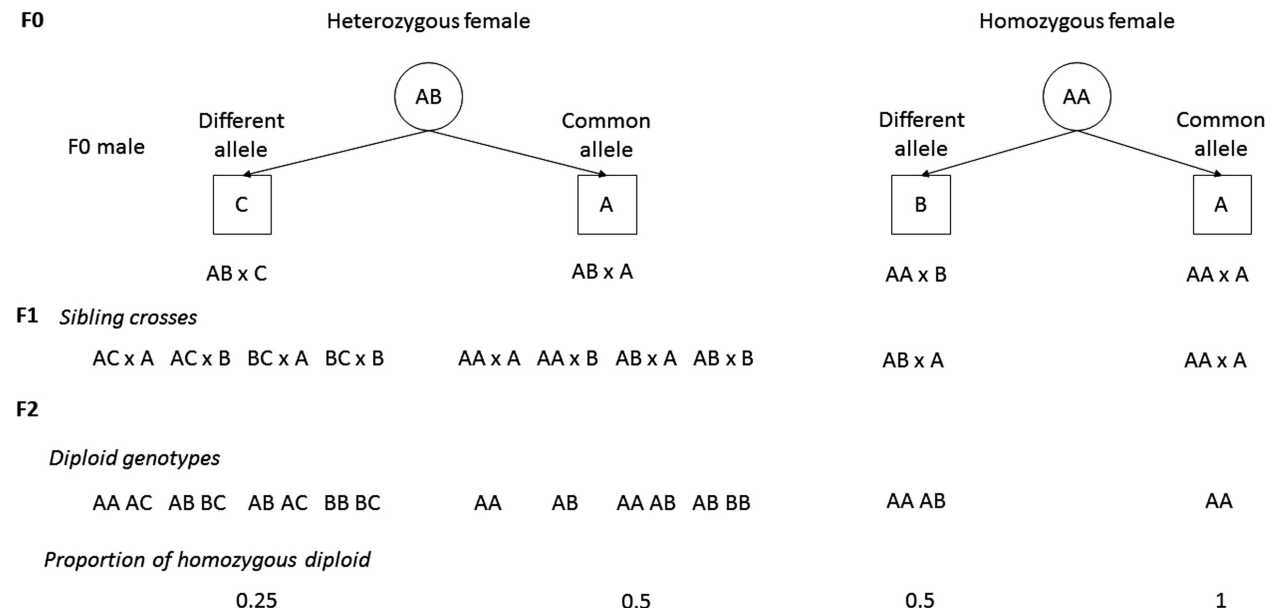 F0 Heterozygous female Homozygous female
AB AA
Different allele Common allele Different allele Common allele
F0 male
C A B A
AB x C AB x A AA x B AA x A
F1 Sibling crosses
AC x A AC x B BC x A BC x B AA x A AA x B AB x A AB x B AB x A AA x A
F2
Diploid genotypes
AA AC AB BC AB AC BB BC AA AB AA AB AB BB AA AB AA
Proportion of homozygous diploid
0.25 0.5 0.5 1